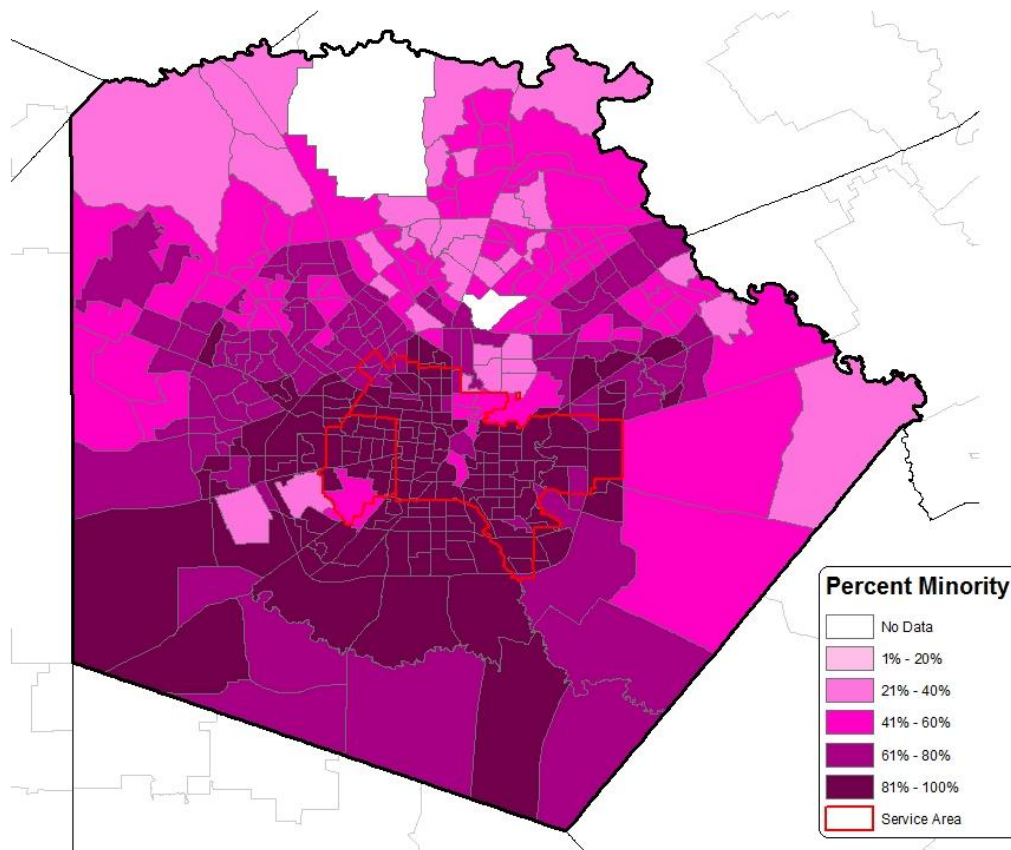 Percent Minority
No Data
1% - 20%
21% - 40%
41% - 60%
61% - 80%
81% - 100%
Service Area